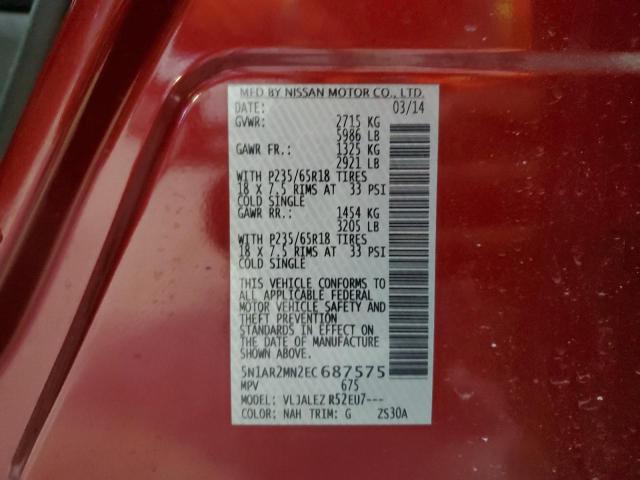 MFD BY NISSAN MOTOR CO., LTD.
DATE: 03/14
GVWR: 2715 KG
5986 LB
GAWR FR.: 1325 KG
2921 LB
WITH P235/65R18 TIRES
18 X 7.5 RIMS AT 33 PSI
COLD SINGLE
GAWR RR.: 1454 KG
3205 LB
WITH P235/65R18 TIRES
18 X 7.5 RIMS AT 33 PSI
COLD SINGLE
THIS VEHICLE CONFORMS TO
ALL APPLICABLE FEDERAL
MOTOR VEHICLE SAFETY AND
THEFT PREVENTION
STANDARDS IN EFFECT ON
THE DATE OF MANUFACTURE
SHOWN ABOVE.
5N1AR2MN2EC687575
MPV 675
MODEL: VLJALEZ R52EU7---
COLOR: NAH TRIM: G ZS30A